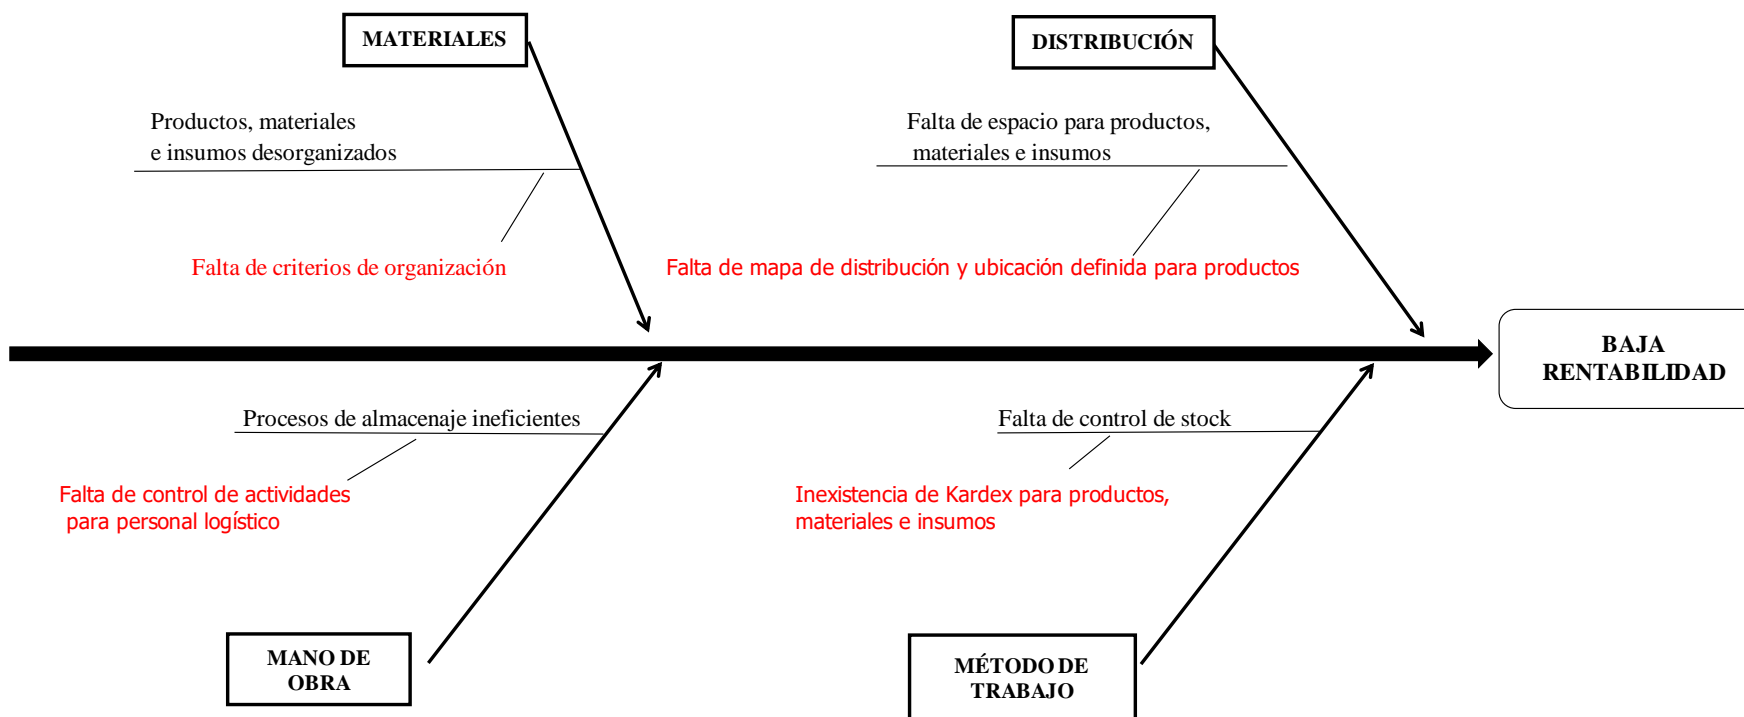 MATERIALES
DISTRIBUCIÓN
Productos, materiales
e insumos desorganizados
Falta de espacio para productos,
materiales e insumos
Falta de criterios de organización
Falta de mapa de distribución y ubicación definida para productos
BAJA
RENTABILIDAD
Procesos de almacenaje ineficientes
Falta de control de stock
Falta de control de actividades
para personal logístico
Inexistencia de Kardex para productos,
materiales e insumos
MANO DE
OBRA
MÉTODO DE
TRABAJO